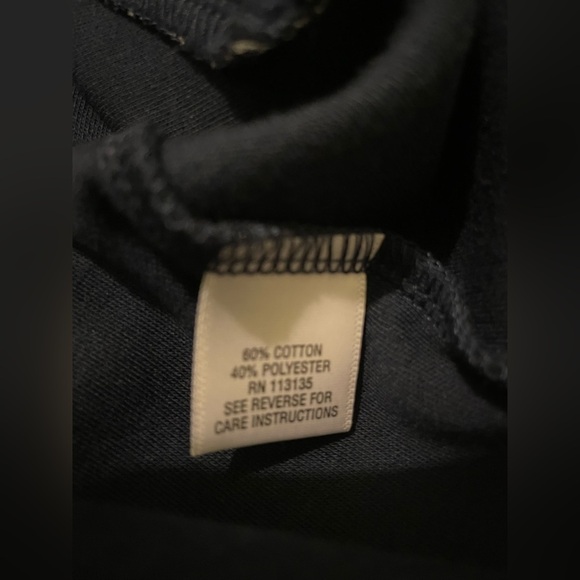 60% COTTON
40% POLYESTER
RN 113135
SEE REVERSE FOR
CARE INSTRUCTIONS